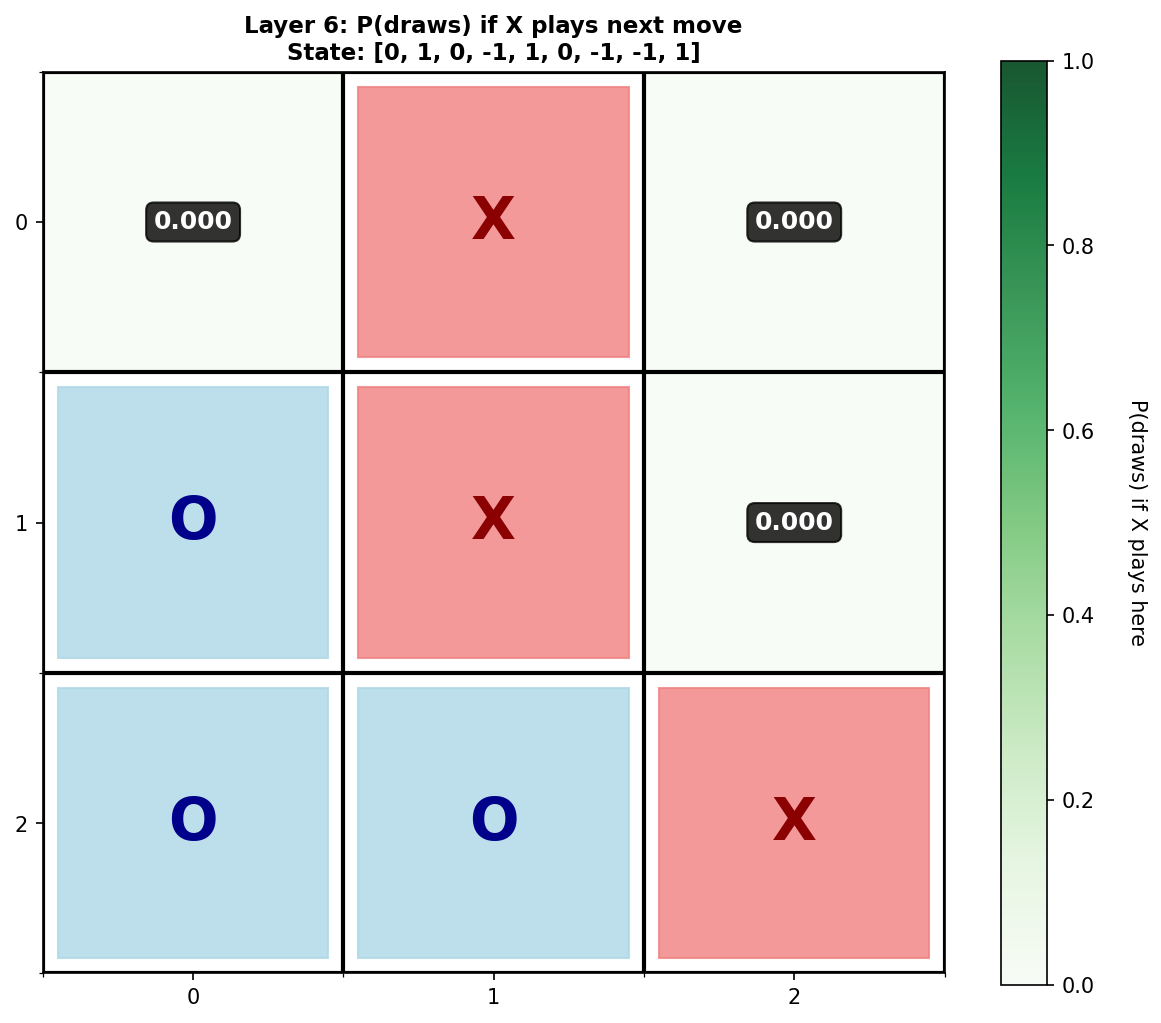 Layer 6: P(draws) if X plays next move
State: [0, 1, 0, -1, 1, 0, -1, -1, 1]
0.000 X 0.000
O X 0.000
O O X
0
1
2
0 1 2
1.0
0.8
0.6
0.4
0.2
0.0
P(draws) if X plays here